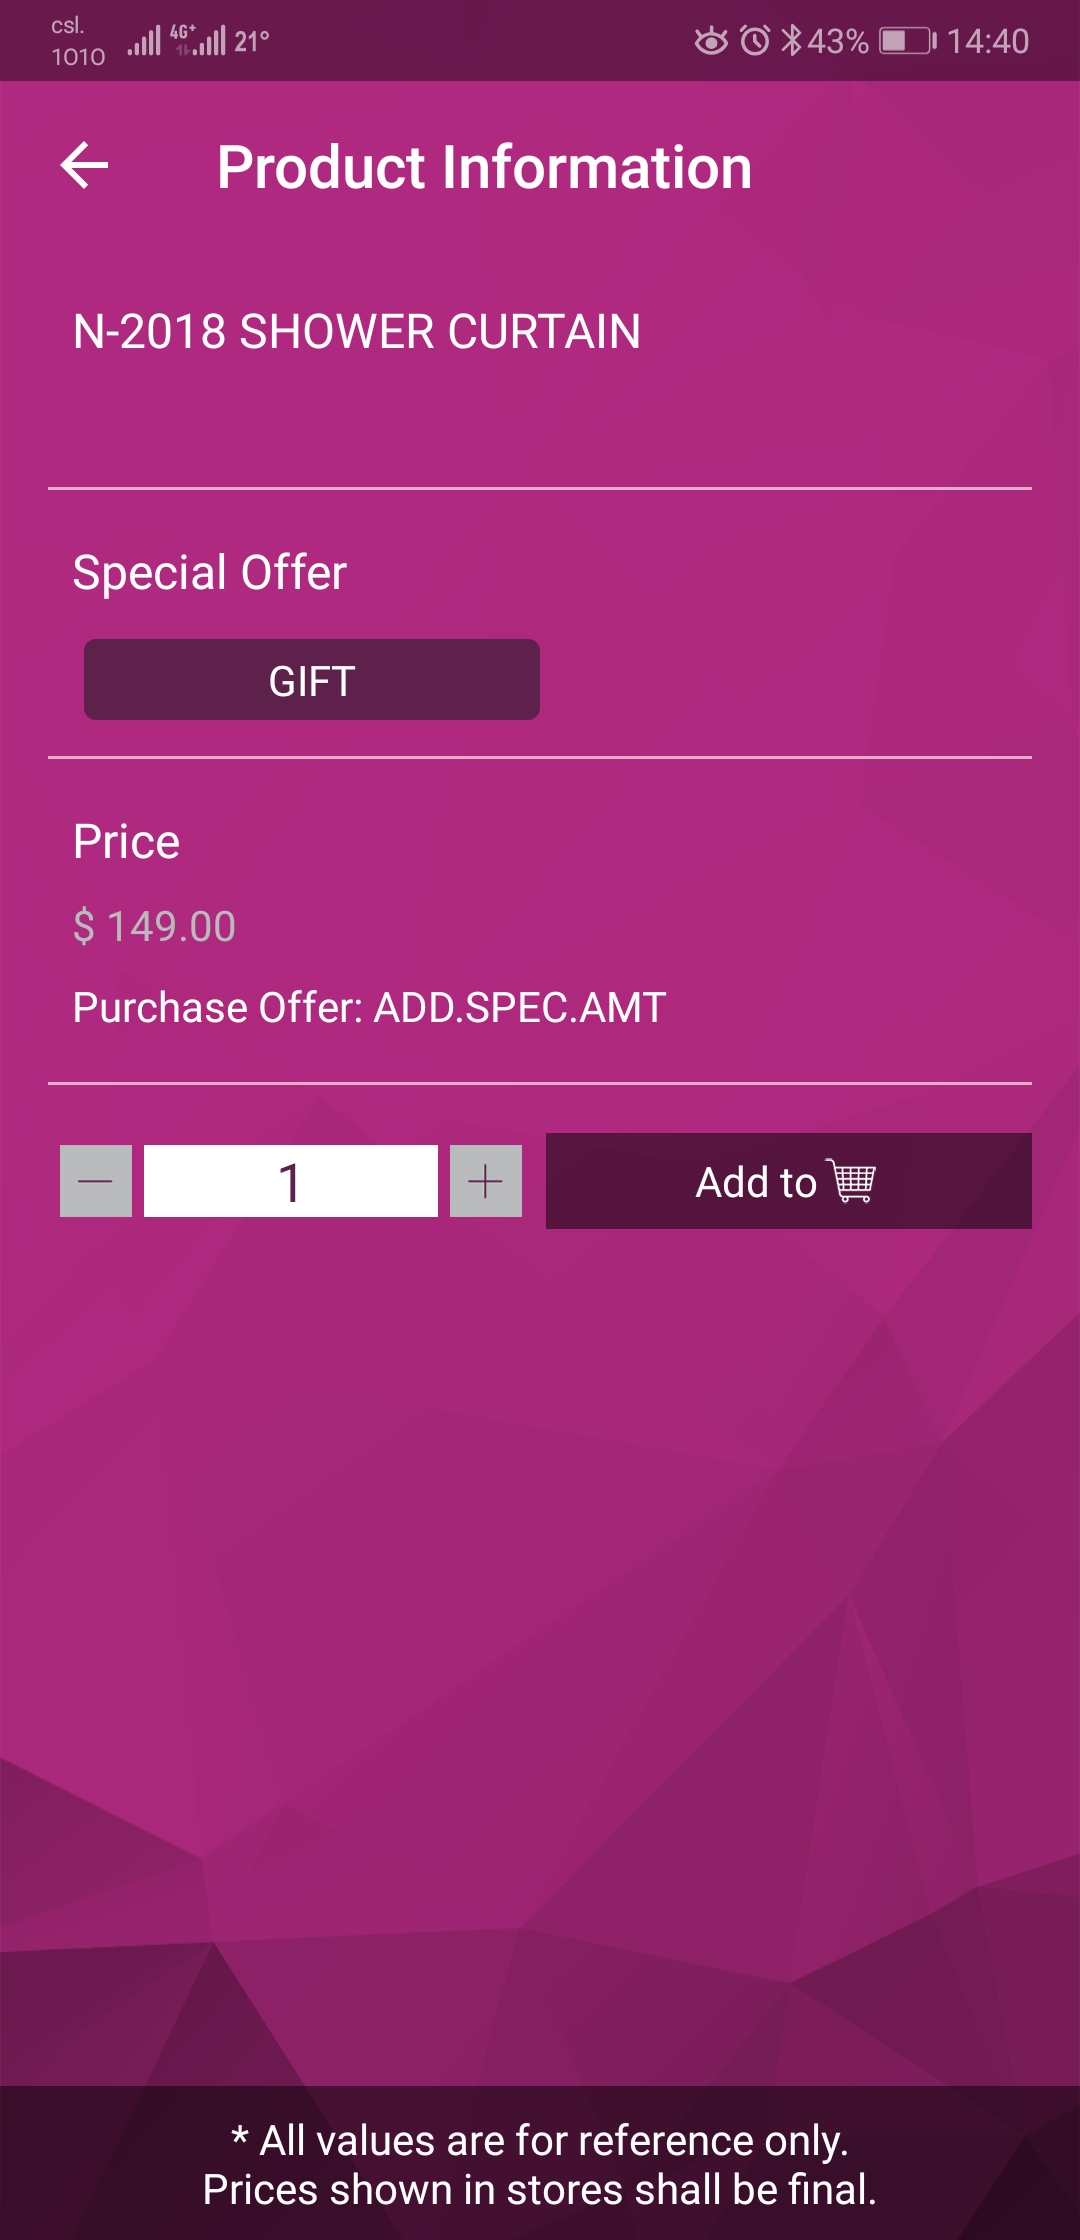 csl.
1010
4G+ 21° 43% 14:40
Product Information
N-2018 SHOWER CURTAIN
Special Offer
GIFT
Price
$ 149.00
Purchase Offer: ADD.SPEC.AMT
1 Add to
* All values are for reference only.
Prices shown in stores shall be final.